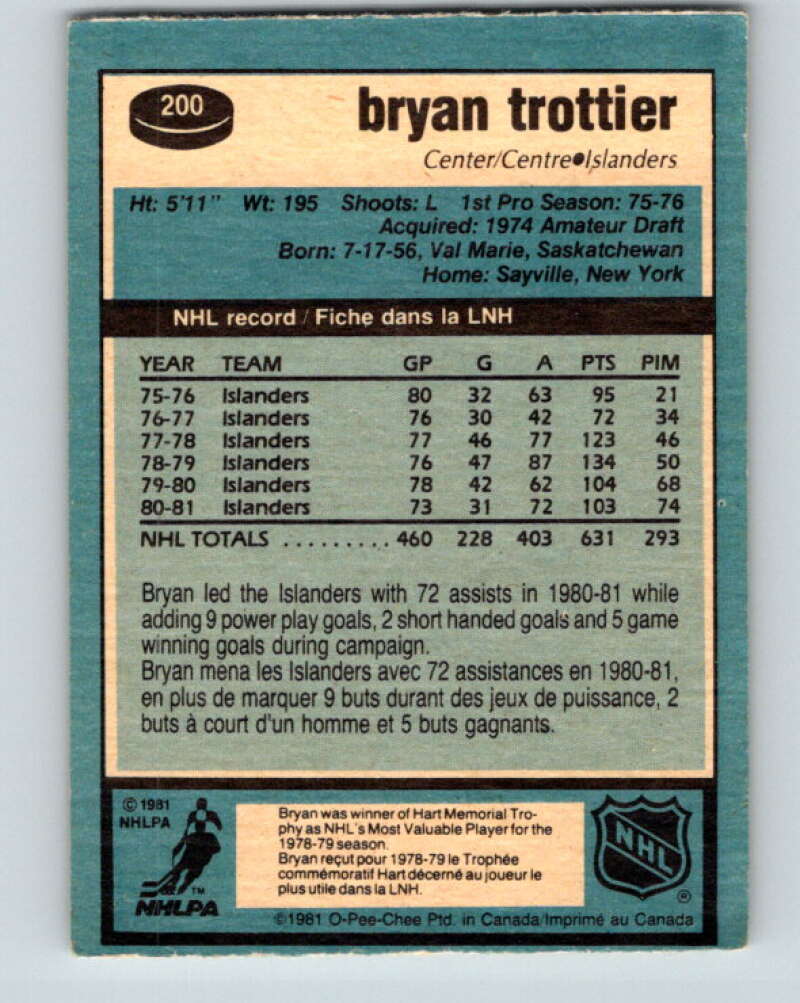 200
bryan trottier
Center/Centre●Islanders
Ht: 5'11" Wt: 195 Shoots: L 1st Pro Season: 75-76
Acquired: 1974 Amateur Draft
Born: 7-17-56, Val Marie, Saskatchewan
Home: Sayville, New York
NHL record / Fiche dans la LNH
YEAR TEAM GP G A PTS PIM
75-76 Islanders 80 32 63 95 21
76-77 Islanders 76 30 42 72 34
77-78 Islanders 77 46 77 123 46
78-79 Islanders 76 47 87 134 50
79-80 Islanders 78 42 62 104 68
80-81 Islanders 73 31 72 103 74
NHL TOTALS .......... 460 228 403 631 293
Bryan led the Islanders with 72 assists in 1980-81 while
adding 9 power play goals, 2 short handed goals and 5 game
winning goals during campaign.
Bryan mena les Islanders avec 72 assistances en 1980-81,
en plus de marquer 9 buts durant des jeux de puissance, 2
buts à court d'un homme et 5 buts gagnants.
© 1981
NHLPA
TM
NHLPA
Bryan was winner of Hart Memorial Tro-
phy as NHL's Most Valuable Player for the
1978-79 season.
Bryan reçut pour 1978-79 le Trophée
commémoratif Hart décerné au joueur le
plus utile dans la LNH.
NHL
®
©1981 O-Pee-Chee Ptd. in Canada/Imprimé au Canada